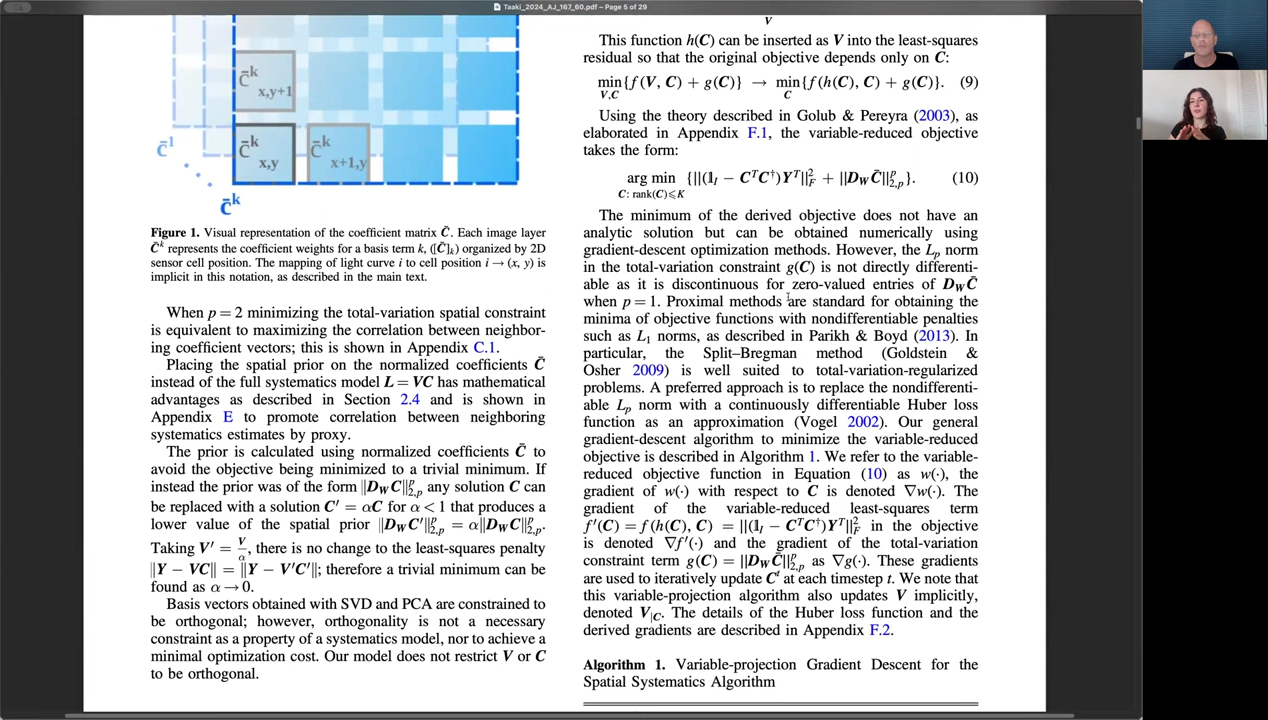 Taaki_2024_AJ_167_60.pdf – Page 5 of 29
C̄ᵏ x,y+1
C̄ᵏ x,y
C̄ᵏ x+1,y
C̄¹
C̄ᵏ
Figure 1. Visual representation of the coefficient matrix C̄. Each image layer
C̄ᵏ represents the coefficient weights for a basis term k, ([C̄]ₖ) organized by 2D
sensor cell position. The mapping of light curve i to cell position i → (x, y) is
implicit in this notation, as described in the main text.
When p = 2 minimizing the total-variation spatial constraint
is equivalent to maximizing the correlation between neighbor-
ing coefficient vectors; this is shown in Appendix C.1.
Placing the spatial prior on the normalized coefficients C̄
instead of the full systematics model L = VC has mathematical
advantages as described in Section 2.4 and is shown in
Appendix E to promote correlation between neighboring
systematics estimates by proxy.
The prior is calculated using normalized coefficients C̄ to
avoid the objective being minimized to a trivial minimum. If
instead the prior was of the form ||D_W C||ᵖ₂,ₚ any solution C can
be replaced with a solution C′ = αC for α < 1 that produces a
lower value of the spatial prior ||D_W C′||ᵖ₂,ₚ = α||D_W C||ᵖ₂,ₚ.
Taking V′ = V/α, there is no change to the least-squares penalty
||Y − VC|| = ||Y − V′C′||; therefore a trivial minimum can be
found as α → 0.
Basis vectors obtained with SVD and PCA are constrained to
be orthogonal; however, orthogonality is not a necessary
constraint as a property of a systematics model, nor to achieve a
minimal optimization cost. Our model does not restrict V or C
to be orthogonal.
V
This function h(C) can be inserted as V into the least-squares
residual so that the original objective depends only on C:
min V,C {f(V, C) + g(C)} → min C {f(h(C), C) + g(C)}. (9)
Using the theory described in Golub & Pereyra (2003), as
elaborated in Appendix F.1, the variable-reduced objective
takes the form:
arg min C: rank(C)⩽K {||(𝟙_I − CᵀC†)Yᵀ||²_F + ||D_W C̄||ᵖ₂,ₚ}. (10)
The minimum of the derived objective does not have an
analytic solution but can be obtained numerically using
gradient-descent optimization methods. However, the Lₚ norm
in the total-variation constraint g(C) is not directly differenti-
able as it is discontinuous for zero-valued entries of D_W C̄
when p = 1. Proximal methods are standard for obtaining the
minima of objective functions with nondifferentiable penalties
such as L₁ norms, as described in Parikh & Boyd (2013). In
particular, the Split–Bregman method (Goldstein &
Osher 2009) is well suited to total-variation-regularized
problems. A preferred approach is to replace the nondifferenti-
able Lₚ norm with a continuously differentiable Huber loss
function as an approximation (Vogel 2002). Our general
gradient-descent algorithm to minimize the variable-reduced
objective is described in Algorithm 1. We refer to the variable-
reduced objective function in Equation (10) as w(·), the
gradient of w(·) with respect to C is denoted ∇w(·). The
gradient of the variable-reduced least-squares term
f′(C) = f(h(C), C) = ||(𝟙_I − CᵀC†)Yᵀ||²_F in the objective
is denoted ∇f′(·) and the gradient of the total-variation
constraint term g(C) = ||D_W C̄||ᵖ₂,ₚ as ∇g(·). These gradients
are used to iteratively update Cᵗ at each timestep t. We note that
this variable-projection algorithm also updates V implicitly,
denoted V|C. The details of the Huber loss function and the
derived gradients are described in Appendix F.2.
Algorithm 1. Variable-projection Gradient Descent for the
Spatial Systematics Algorithm